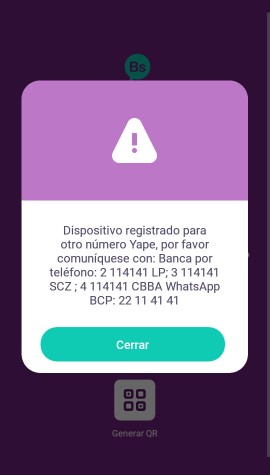 Bs
Dispositivo registrado para
otro número Yape, por favor
comuníquese con: Banca por
teléfono: 2 114141 LP; 3 114141
SCZ ; 4 114141 CBBA WhatsApp
BCP: 22 11 41 41
Cerrar
Generar QR